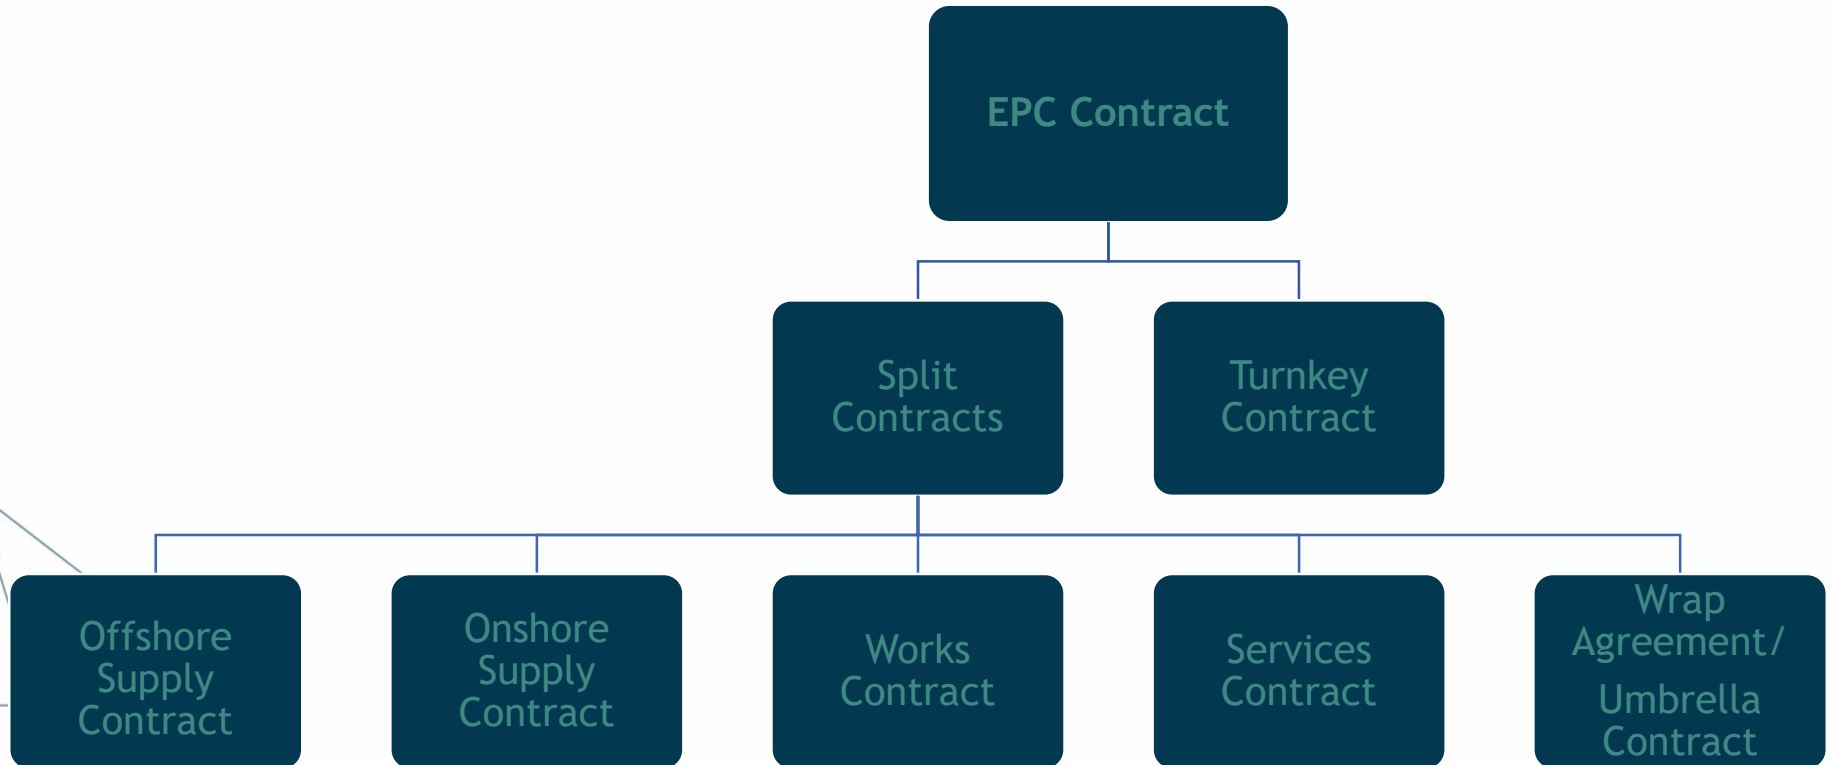 EPC Contract
Split
Contracts
Turnkey
Contract
Offshore
Supply
Contract
Onshore
Supply
Contract
Works
Contract
Services
Contract
Wrap
Agreement/
Umbrella
Contract